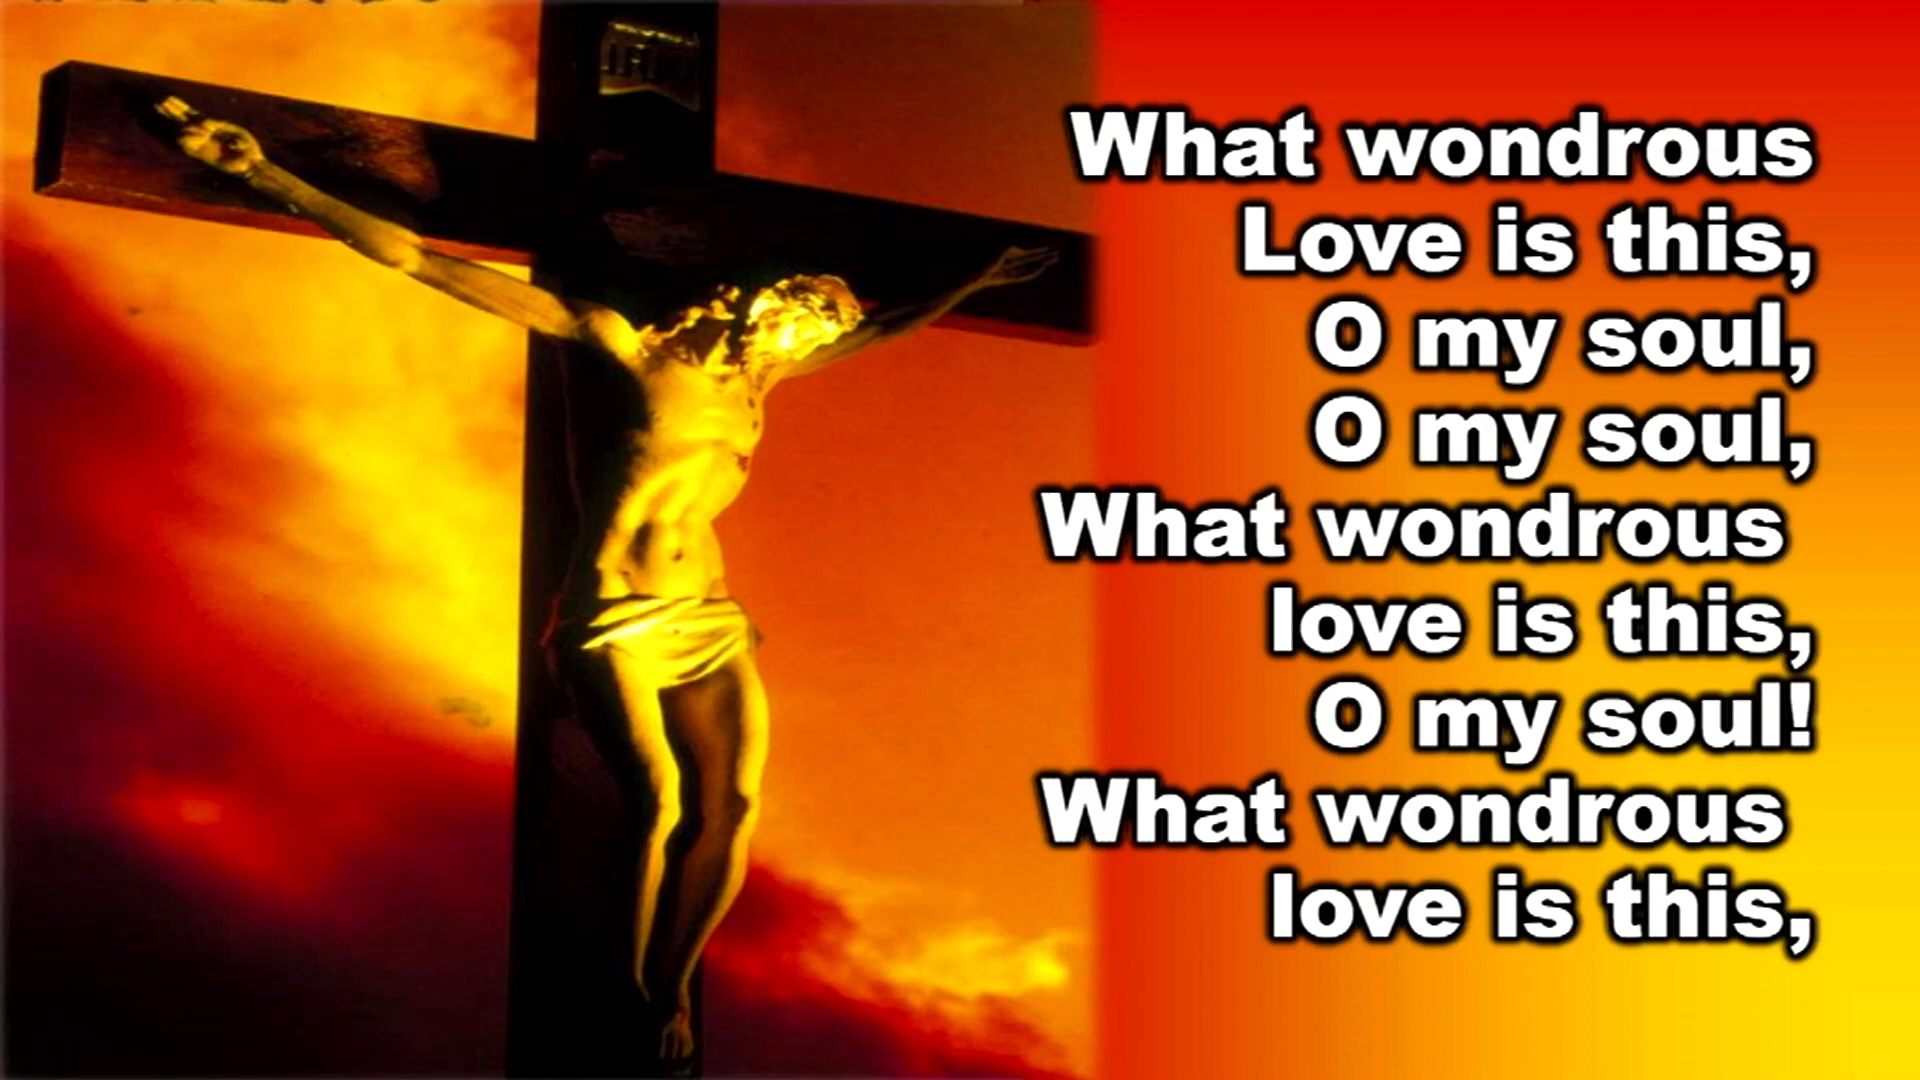 What wondrous
Love is this,
O my soul,
O my soul,
What wondrous
love is this,
O my soul!
What wondrous
love is this,